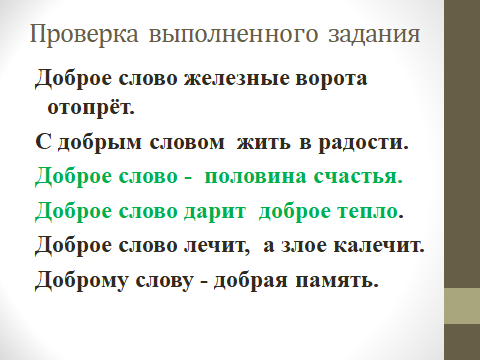 Проверка выполненного задания
Доброе слово железные ворота
отопрёт.
С добрым словом жить в радости.
Доброе слово - половина счастья.
Доброе слово дарит доброе тепло.
Доброе слово лечит, а злое калечит.
Доброму слову - добрая память.